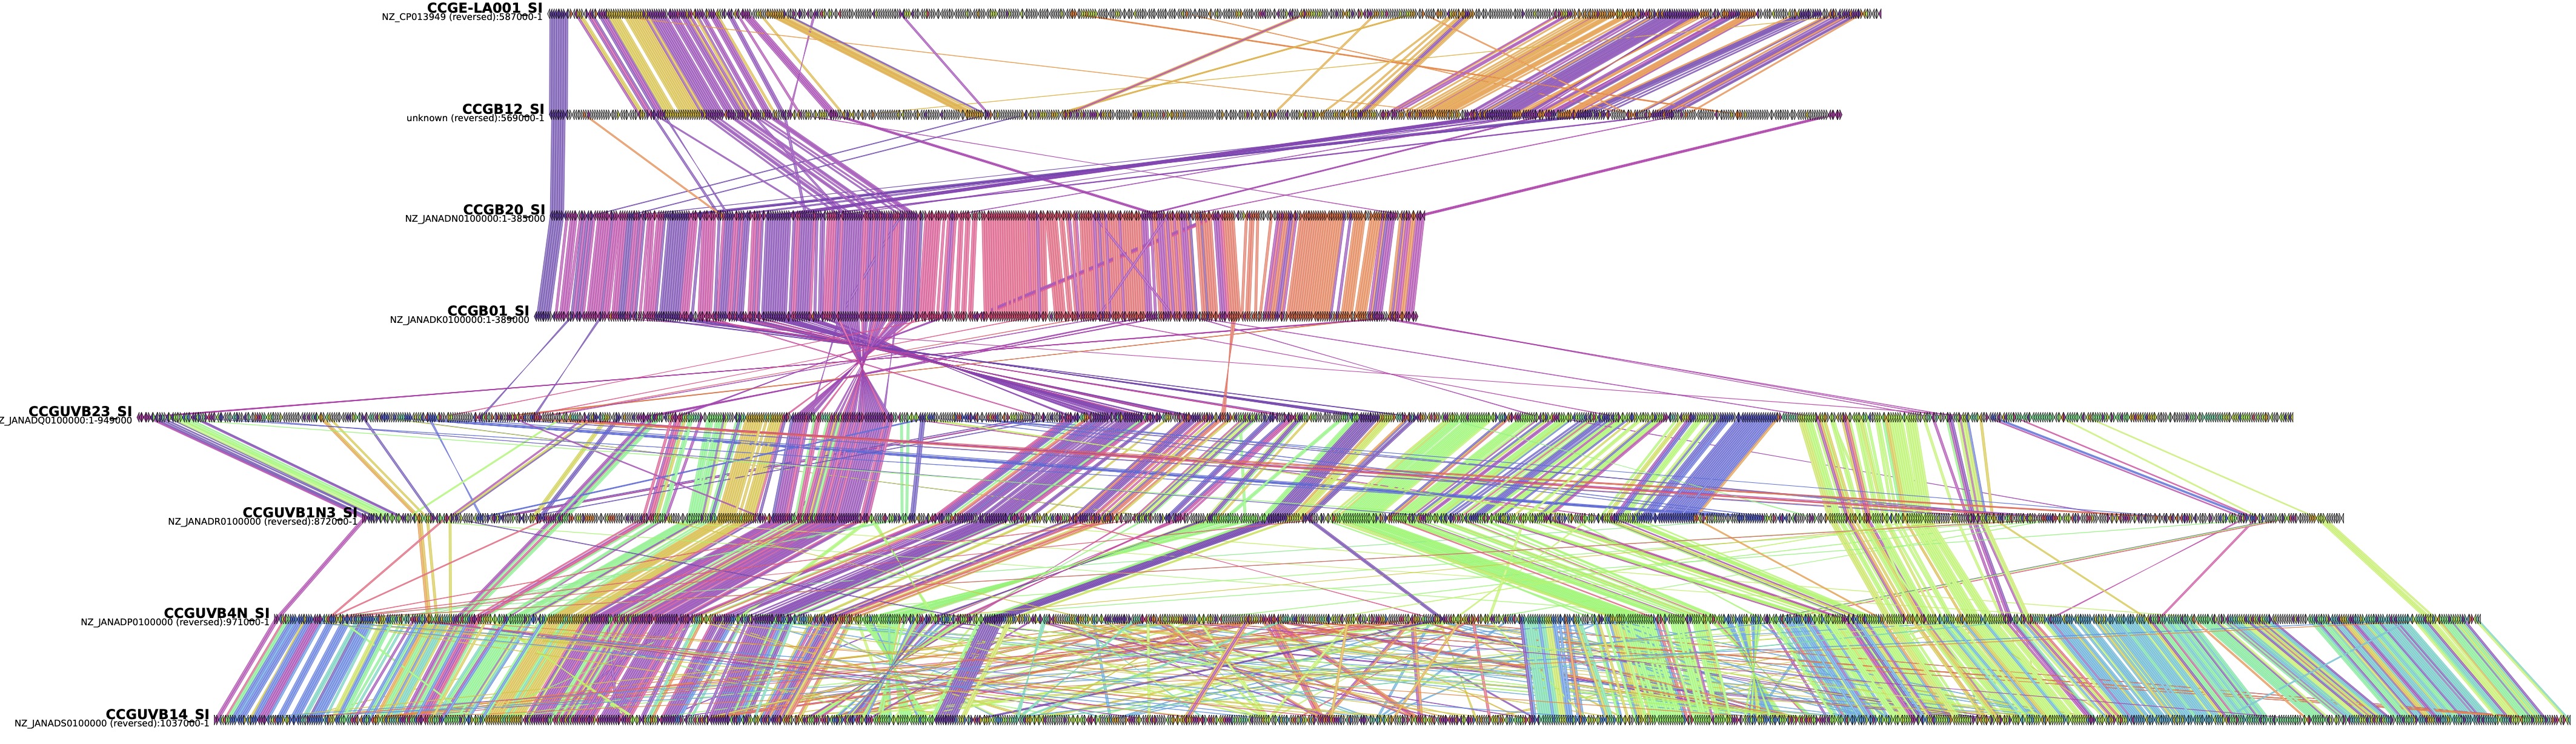 CCGE-LA001_SI
NZ_CP013949 (reversed):587000-1
CCGB12_SI
unknown (reversed):569000-1
CCGB20_SI
NZ_JANADN0100000:1-385000
CCGB01_SI
NZ_JANADK0100000:1-389000
CCGUVB23_SI
Z_JANADQ0100000:1-949000
CCGUVB1N3_SI
NZ_JANADR0100000 (reversed):872000-1
CCGUVB4N_SI
NZ_JANADP0100000 (reversed):971000-1
CCGUVB14_SI
NZ_JANADS0100000 (reversed):1037000-1